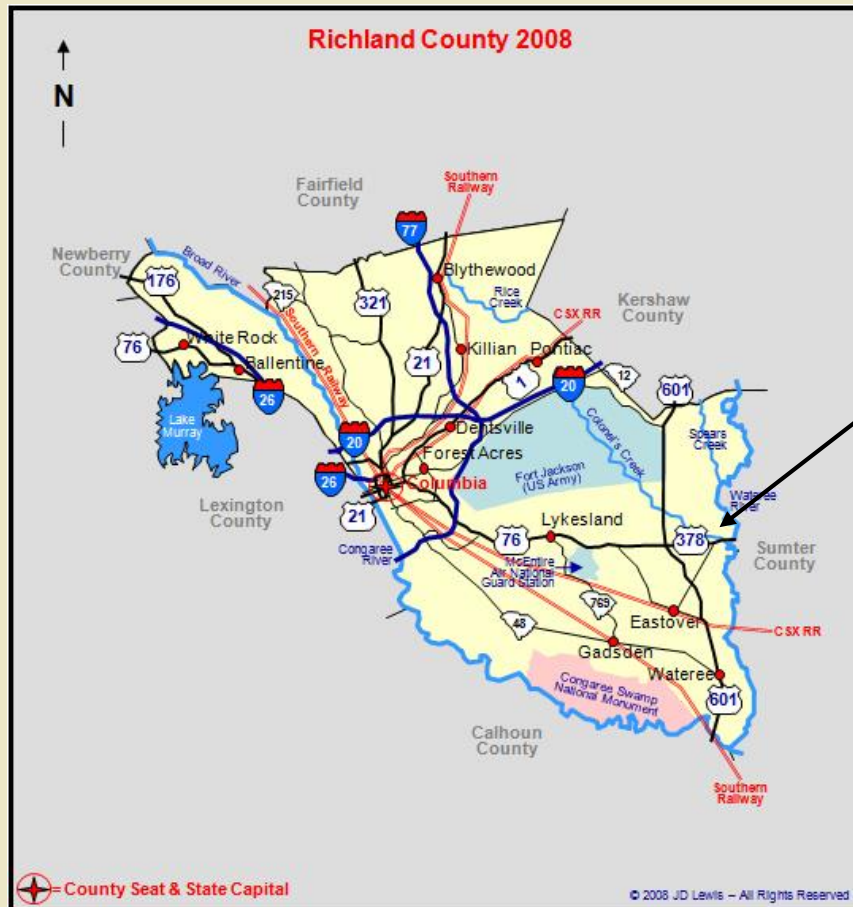 Richland County 2008
N
Southern
Railway
Fairfield
County
77
Newberry
County
Broad River
Blythewood
176
215
321
Rice
Creek
Kershaw
County
CSX RR
Southern Railway
76
White Rock
21
Killian
Pontiac
Ballentine
1
20
12
601
26
Lake
Murray
Colonel's Creek
Spears
Creek
20
Dentsville
Forest Acres
Fort Jackson
(US Army)
26
Columbia
Lexington
County
Wateree
River
21
76
Lykesland
378
Congaree
River
McEntire
Air National
Guard Station
Sumter
County
769
48
Eastover
CSX RR
Gadsden
Wateree
Congaree Swamp
National Monument
601
Calhoun
County
Southern
Railway
= County Seat & State Capital
© 2008 JD Lewis – All Rights Reserved